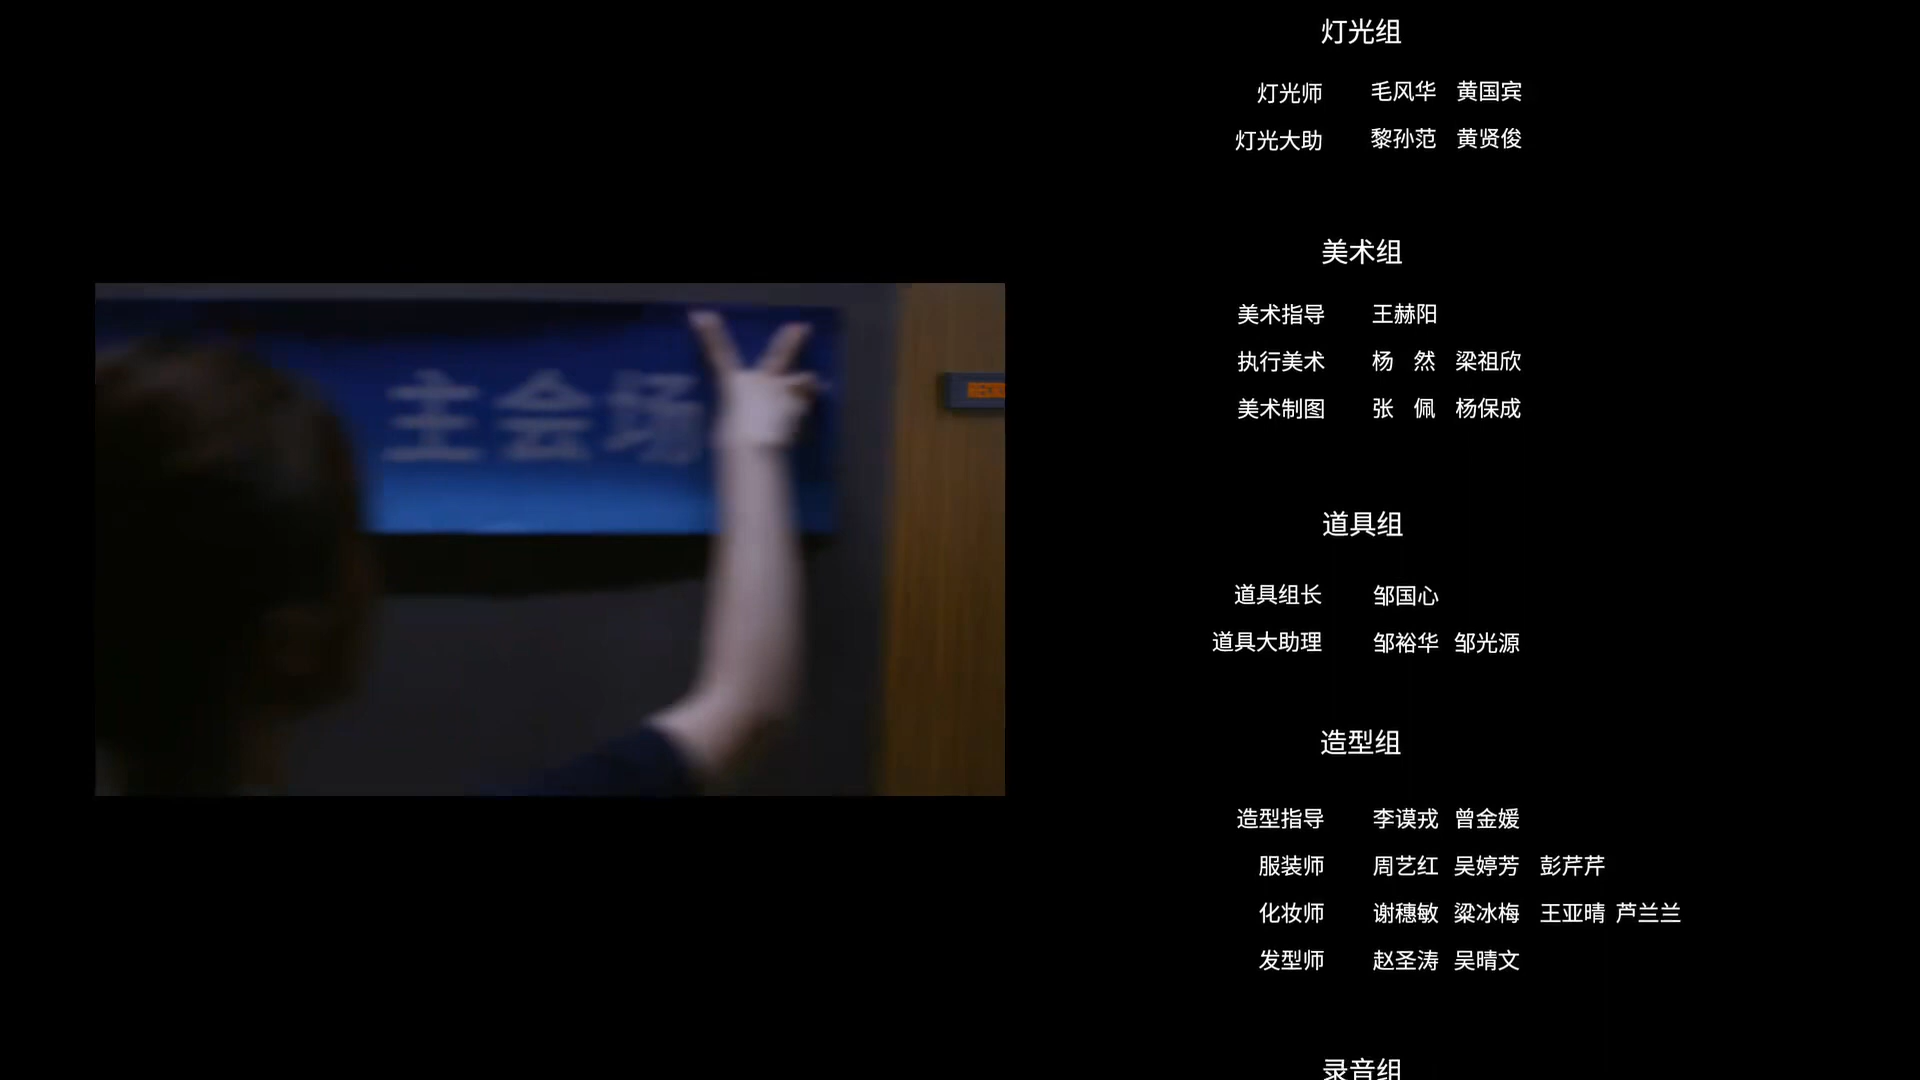 主会场
灯光组
灯光师 毛风华 黄国宾
灯光大助 黎孙范 黄贤俊
美术组
美术指导 王赫阳
执行美术 杨 然 梁祖欣
美术制图 张 佩 杨保成
道具组
道具组长 邹国心
道具大助理 邹裕华 邹光源
造型组
造型指导 李谟戎 曾金媛
服装师 周艺红 吴婷芳 彭芹芹
化妆师 谢穗敏 粱冰梅 王亚晴 芦兰兰
发型师 赵圣涛 吴晴文
录音组